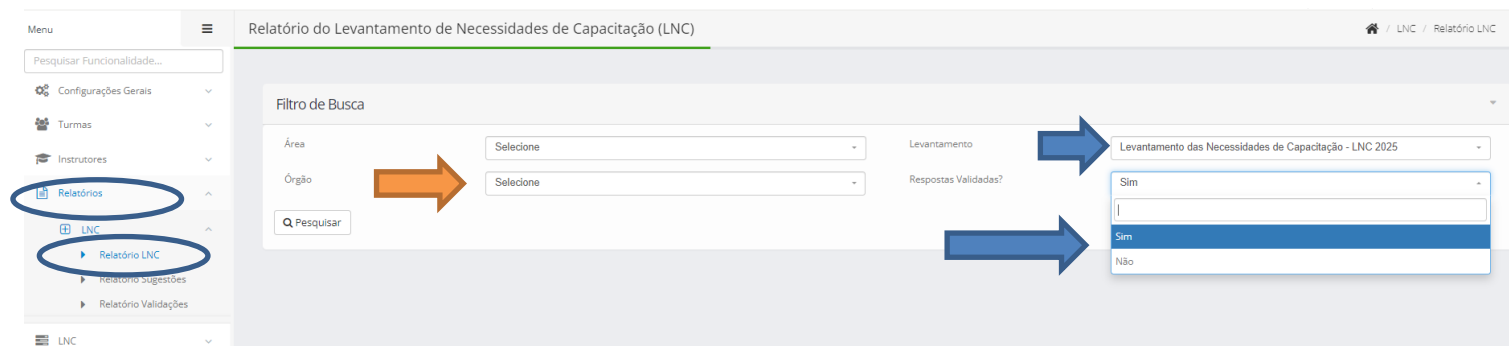 Menu
Relatório do Levantamento de Necessidades de Capacitação (LNC)
/ LNC / Relatório LNC
Pesquisar Funcionalidade...
Configurações Gerais
Turmas
Instrutores
Relatórios
LNC
Relatório LNC
Relatório Sugestões
Relatório Validações
LNC
Filtro de Busca
Área
Selecione
Levantamento
Levantamento das Necessidades de Capacitação - LNC 2025
Órgão
Selecione
Respostas Validadas?
Sim
Sim
Não
Pesquisar